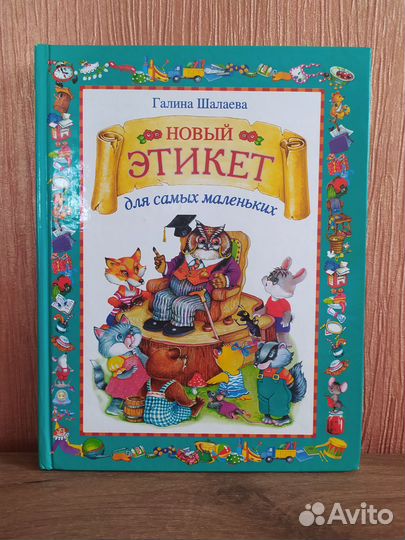 Галина Шалаева
НОВЫЙ
ЭТИКЕТ
для самых маленьких
Avito